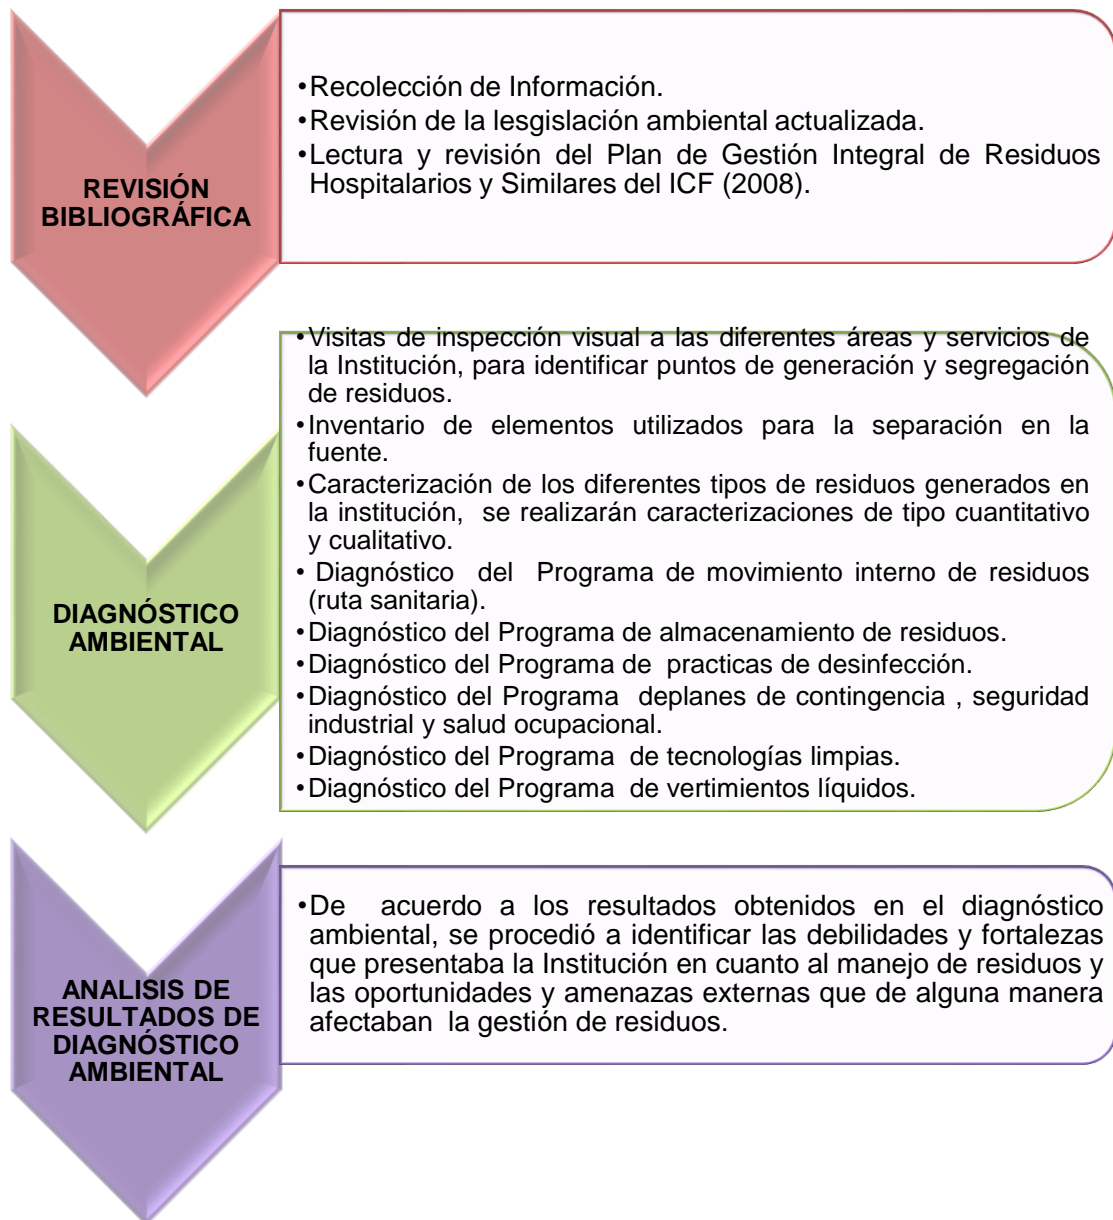 REVISIÓN
BIBLIOGRÁFICA
•Recolección de Información.
•Revisión de la lesgislación ambiental actualizada.
•Lectura y revisión del Plan de Gestión Integral de Residuos
Hospitalarios y Similares del ICF (2008).
DIAGNÓSTICO
AMBIENTAL
•Visitas de inspección visual a las diferentes áreas y servicios de
la Institución, para identificar puntos de generación y segregación
de residuos.
•Inventario de elementos utilizados para la separación en la
fuente.
•Caracterización de los diferentes tipos de residuos generados en
la institución, se realizarán caracterizaciones de tipo cuantitativo
y cualitativo.
• Diagnóstico del Programa de movimiento interno de residuos
(ruta sanitaria).
•Diagnóstico del Programa de almacenamiento de residuos.
•Diagnóstico del Programa de practicas de desinfección.
•Diagnóstico del Programa deplanes de contingencia , seguridad
industrial y salud ocupacional.
•Diagnóstico del Programa de tecnologías limpias.
•Diagnóstico del Programa de vertimientos líquidos.
ANALISIS DE
RESULTADOS DE
DIAGNÓSTICO
AMBIENTAL
•De acuerdo a los resultados obtenidos en el diagnóstico
ambiental, se procedió a identificar las debilidades y fortalezas
que presentaba la Institución en cuanto al manejo de residuos y
las oportunidades y amenazas externas que de alguna manera
afectaban la gestión de residuos.